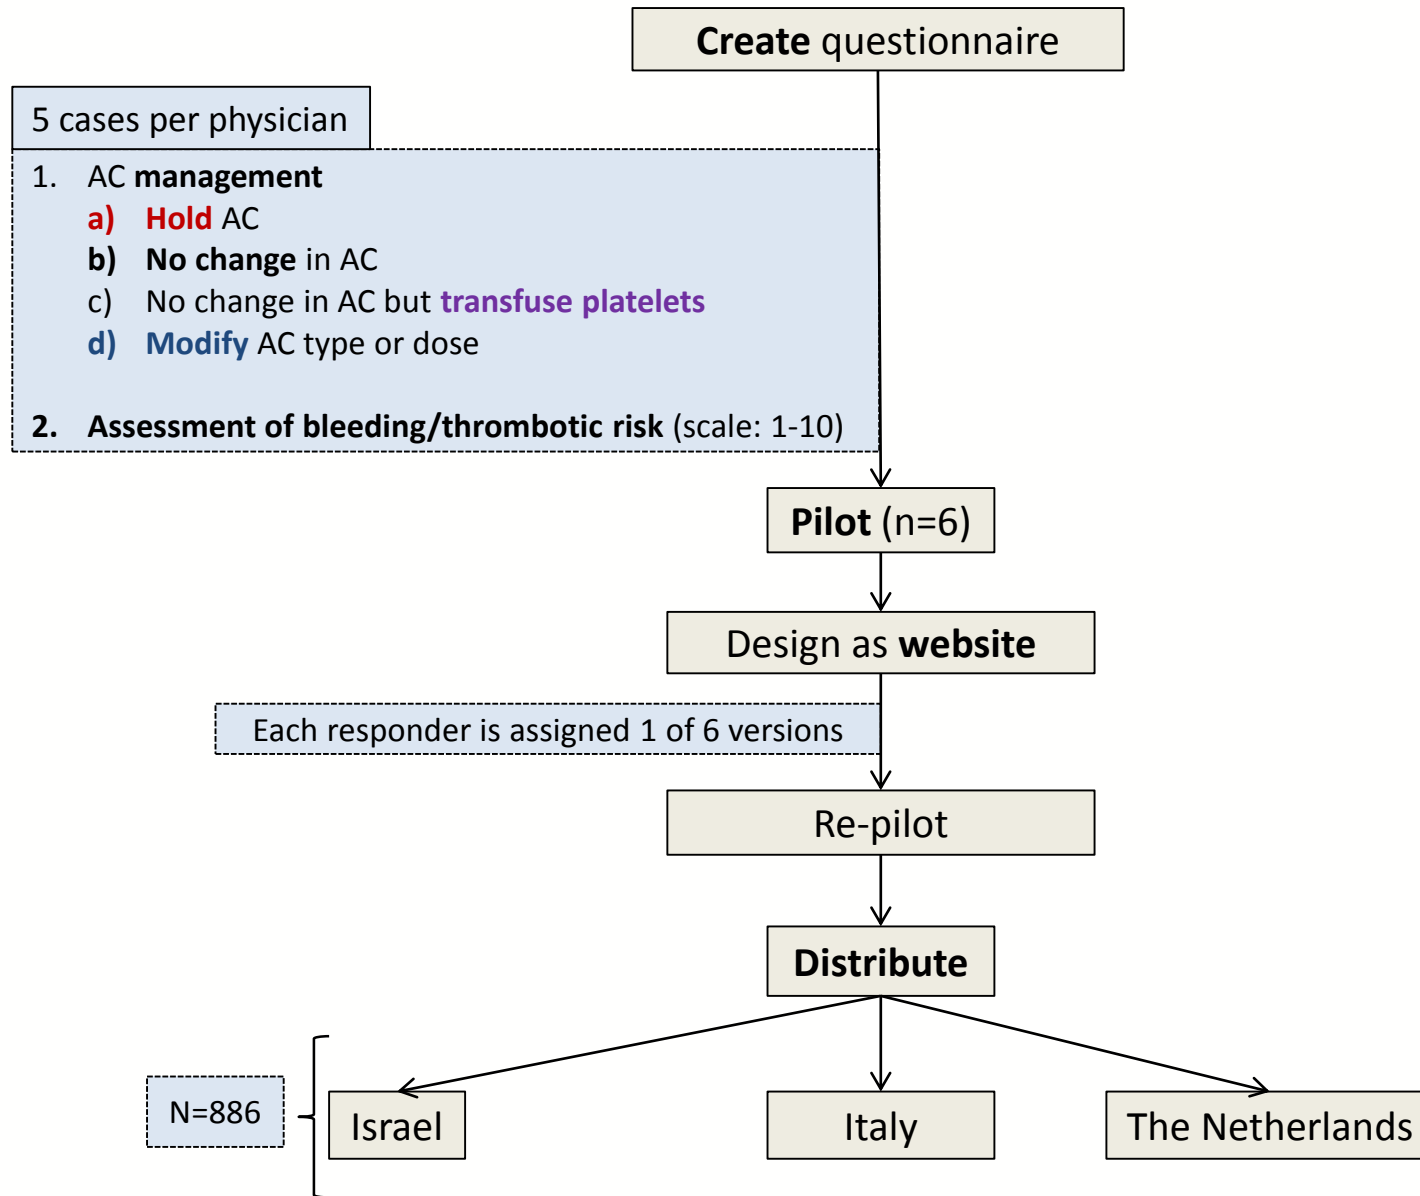 Create questionnaire
5 cases per physician
1. AC management
a) Hold AC
b) No change in AC
c) No change in AC but transfuse platelets
d) Modify AC type or dose
2. Assessment of bleeding/thrombotic risk (scale: 1-10)
Pilot (n=6)
Design as website
Each responder is assigned 1 of 6 versions
Re-pilot
Distribute
N=886
Israel
Italy
The Netherlands